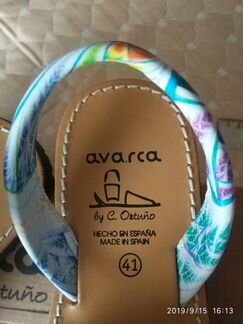 avarca
by C. Ortuño
HECHO EN ESPAÑA
MADE IN SPAIN
41
tuño
2019/9/15 16:13